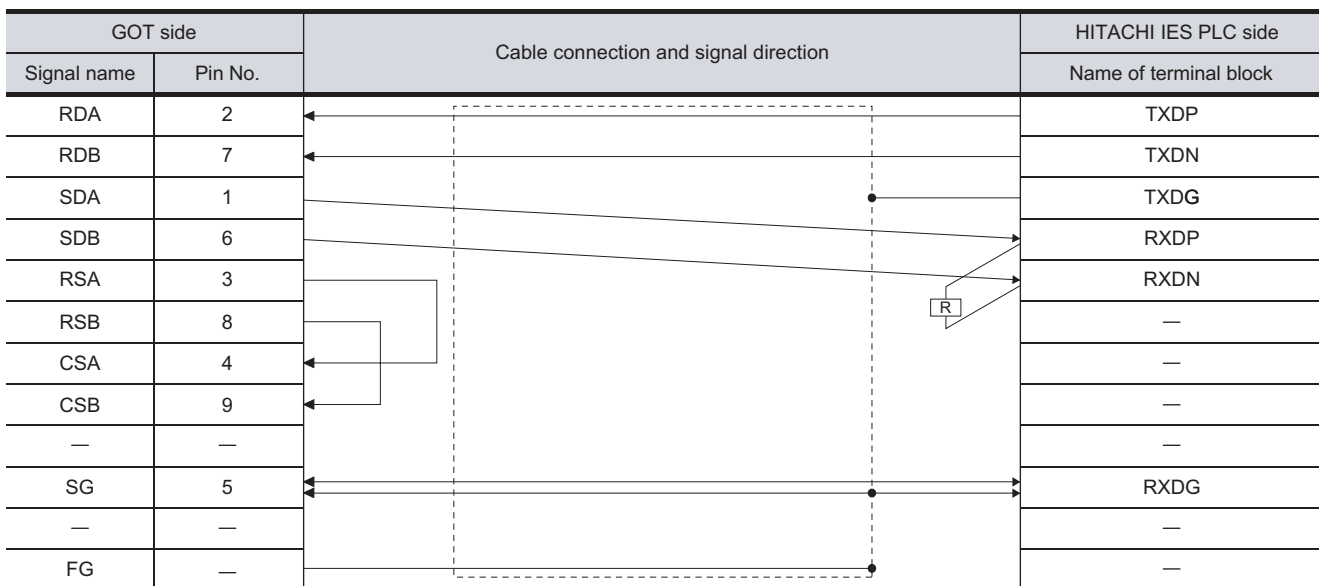 GOT side Cable connection and signal direction HITACHI IES PLC side
Signal name Pin No. Name of terminal block
RDA 2 TXDP
RDB 7 TXDN
SDA 1 TXDG
SDB 6 RXDP
RSA 3 RXDN
R
RSB 8 —
CSA 4 —
CSB 9 —
— — —
SG 5 RXDG
— — —
FG — —